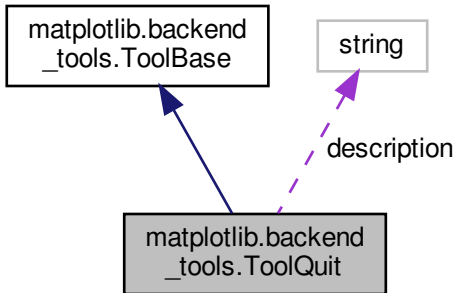 matplotlib.backend
_tools.ToolBase
string
description
matplotlib.backend
_tools.ToolQuit